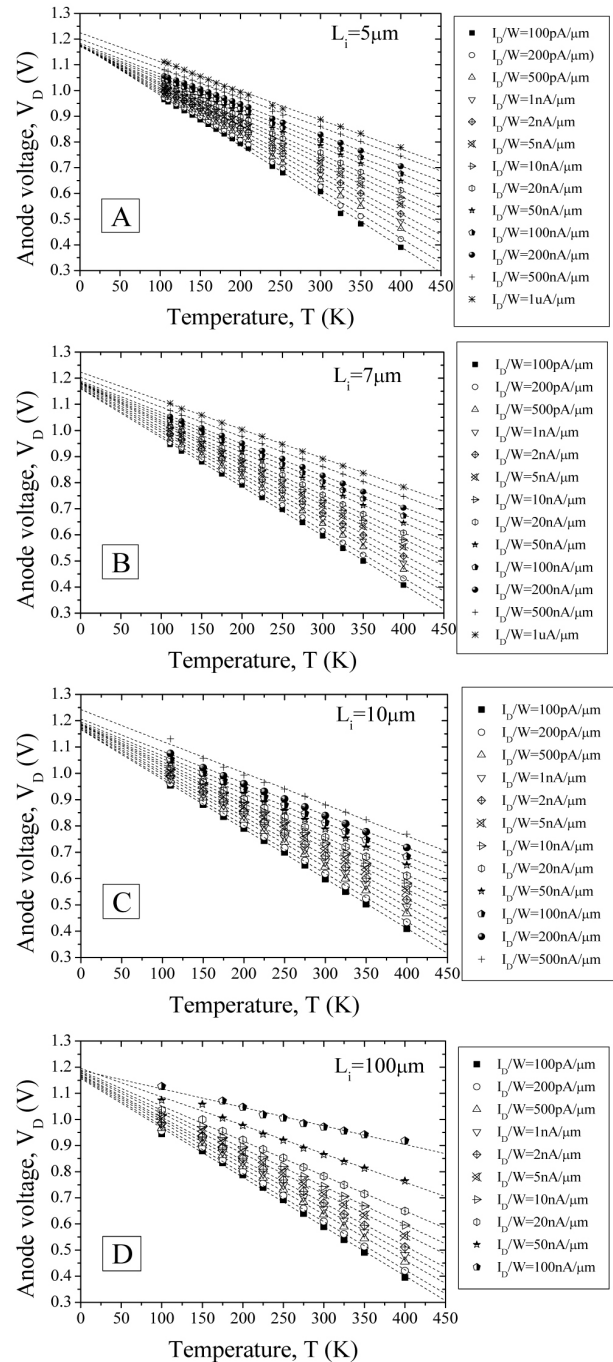 L_i=5μm
1.3
1.2
1.1
1.0
0.9
0.8
0.7
0.6
0.5
0.4
0.3
Anode voltage, V_D (V)
A
0 50 100 150 200 250 300 350 400 450
Temperature, T (K)
I_D/W=100pA/μm
I_D/W=200pA/μm)
I_D/W=500pA/μm
I_D/W=1nA/μm
I_D/W=2nA/μm
I_D/W=5nA/μm
I_D/W=10nA/μm
I_D/W=20nA/μm
I_D/W=50nA/μm
I_D/W=100nA/μm
I_D/W=200nA/μm
I_D/W=500nA/μm
I_D/W=1uA/μm
L_i=7μm
1.3
1.2
1.1
1.0
0.9
0.8
0.7
0.6
0.5
0.4
0.3
Anode voltage, V_D (V)
B
0 50 100 150 200 250 300 350 400 450
Temperature, T (K)
I_D/W=100pA/μm
I_D/W=200pA/μm
I_D/W=500pA/μm
I_D/W=1nA/μm
I_D/W=2nA/μm
I_D/W=5nA/μm
I_D/W=10nA/μm
I_D/W=20nA/μm
I_D/W=50nA/μm
I_D/W=100nA/μm
I_D/W=200nA/μm
I_D/W=500nA/μm
I_D/W=1uA/μm
L_i=10μm
1.3
1.2
1.1
1.0
0.9
0.8
0.7
0.6
0.5
0.4
0.3
Anode voltage, V_D (V)
C
0 50 100 150 200 250 300 350 400 450
Temperature, T (K)
I_D/W=100pA/μm
I_D/W=200pA/μm
I_D/W=500pA/μm
I_D/W=1nA/μm
I_D/W=2nA/μm
I_D/W=5nA/μm
I_D/W=10nA/μm
I_D/W=20nA/μm
I_D/W=50nA/μm
I_D/W=100nA/μm
I_D/W=200nA/μm
I_D/W=500nA/μm
L_i=100μm
1.3
1.2
1.1
1.0
0.9
0.8
0.7
0.6
0.5
0.4
0.3
Anode voltage, V_D (V)
D
0 50 100 150 200 250 300 350 400 450
Temperature, T (K)
I_D/W=100pA/μm
I_D/W=200pA/μm
I_D/W=500pA/μm
I_D/W=1nA/μm
I_D/W=2nA/μm
I_D/W=5nA/μm
I_D/W=10nA/μm
I_D/W=20nA/μm
I_D/W=50nA/μm
I_D/W=100nA/μm